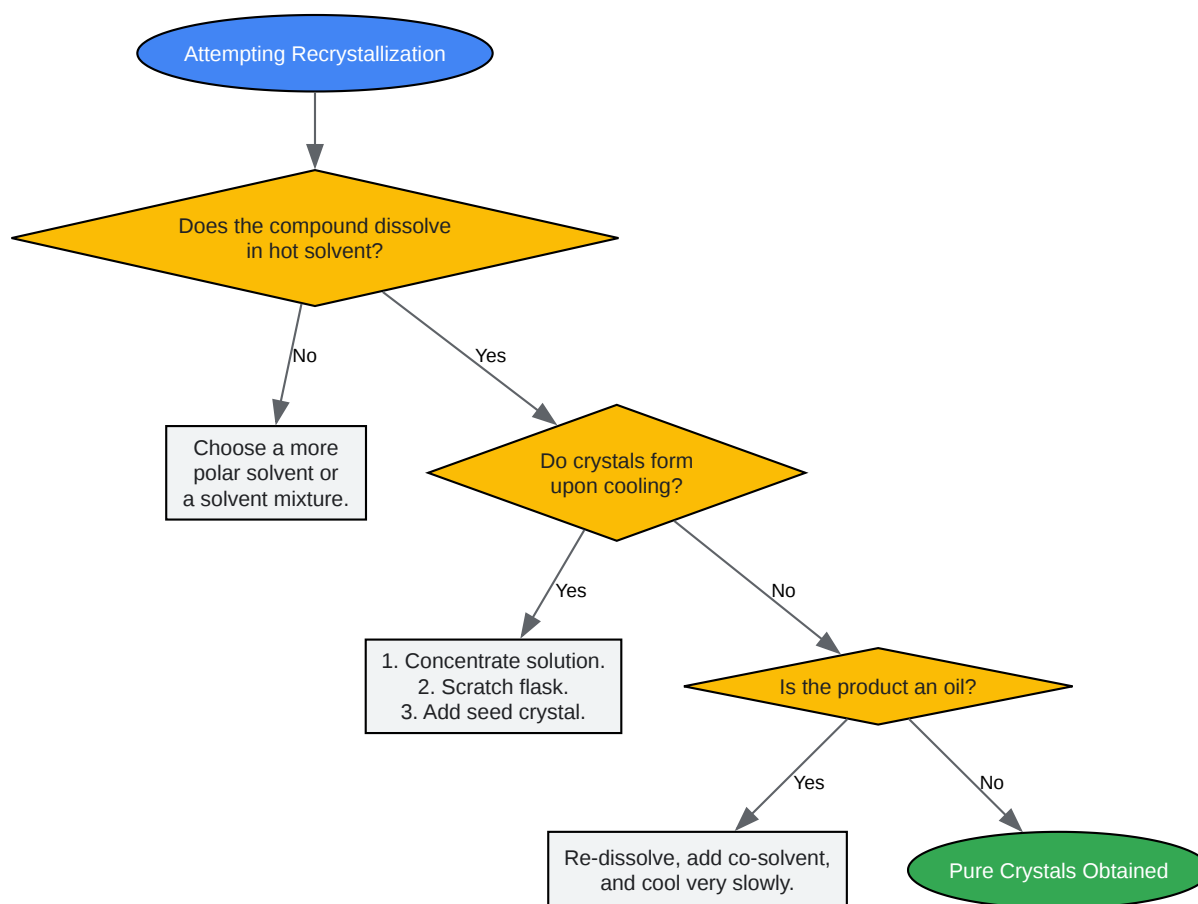 Attempting Recrystallization
Does the compound dissolve
in hot solvent?
No
Yes
Choose a more
polar solvent or
a solvent mixture.
Do crystals form
upon cooling?
Yes
No
1. Concentrate solution.
2. Scratch flask.
3. Add seed crystal.
Is the product an oil?
Yes
No
Re-dissolve, add co-solvent,
and cool very slowly.
Pure Crystals Obtained